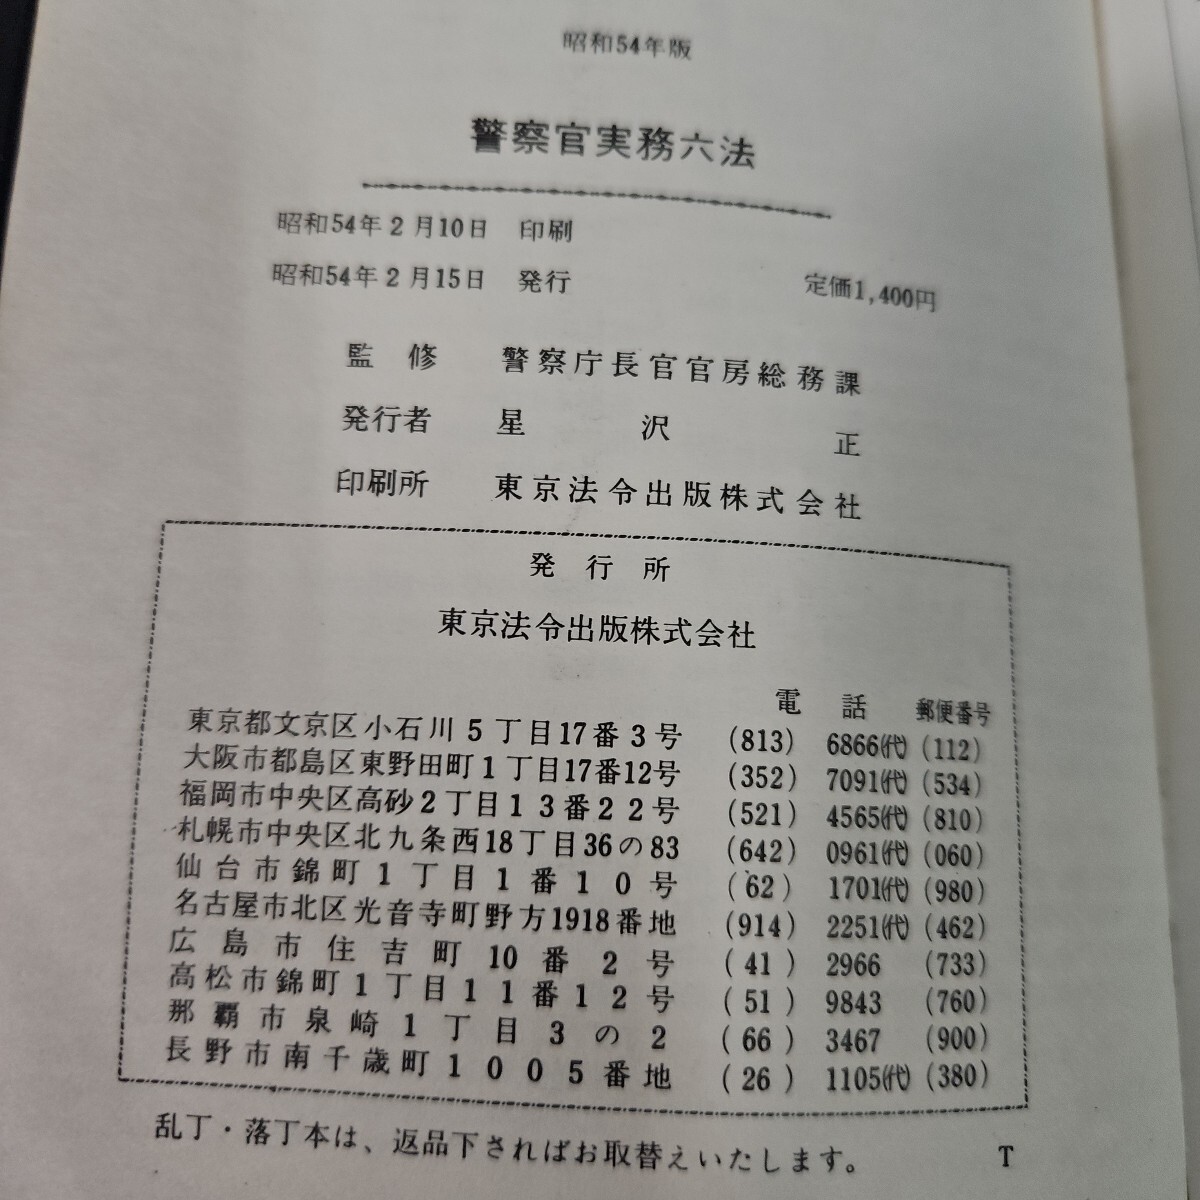 昭和54年版
警察官実務六法
昭和54年2月10日 印刷
昭和54年2月15日 発行 定価1,400円
監修 警察庁長官官房総務課
発行者 星沢正
印刷所 東京法令出版株式会社
発行所
東京法令出版株式会社
電話 郵便番号
東京都文京区小石川5丁目17番3号 (813) 6866(代) (112)
大阪市都島区東野田町1丁目17番12号 (352) 7091(代) (534)
福岡市中央区高砂2丁目13番22号 (521) 4565(代) (810)
札幌市中央区北九条西18丁目36の83 (642) 0961(代) (060)
仙台市錦町1丁目1番10号 (62) 1701(代) (980)
名古屋市北区光音寺町野方1918番地 (914) 2251(代) (462)
広島市住吉町10番2号 (41) 2966 (733)
高松市錦町1丁目11番12号 (51) 9843 (760)
那覇市泉崎1丁目3の2 (66) 3467 (900)
長野市南千歳町1005番地 (26) 1105(代) (380)
乱丁・落丁本は、返品下さればお取替えいたします。 T